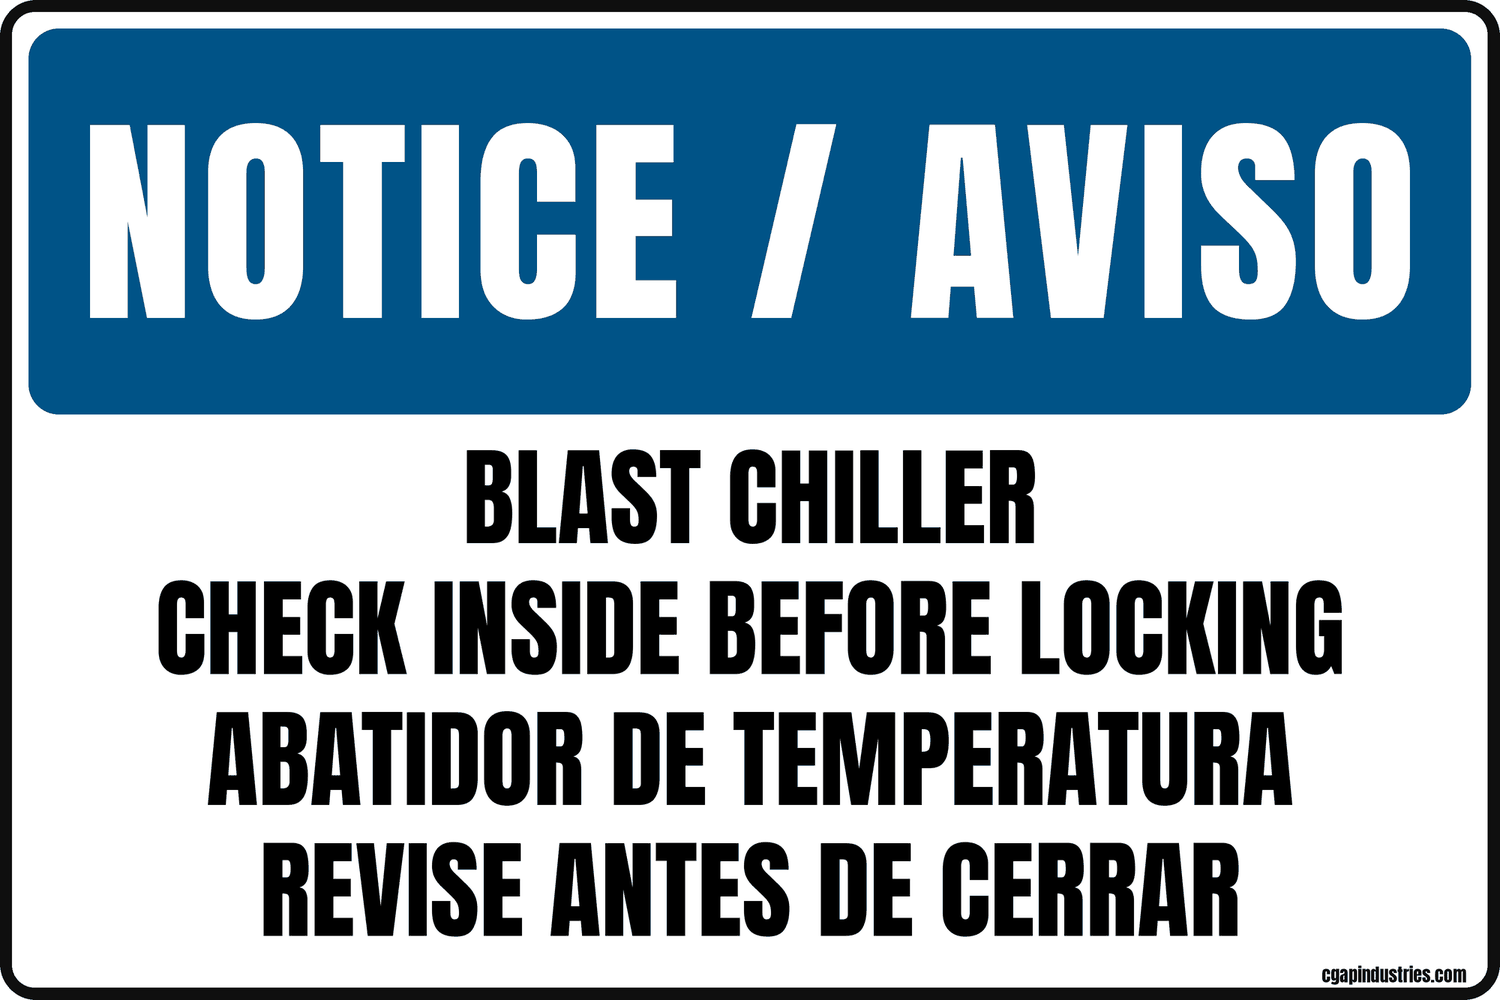 NOTICE / AVISO
BLAST CHILLER
CHECK INSIDE BEFORE LOCKING
ABATIDOR DE TEMPERATURA
REVISE ANTES DE CERRAR
cgapindustries.com